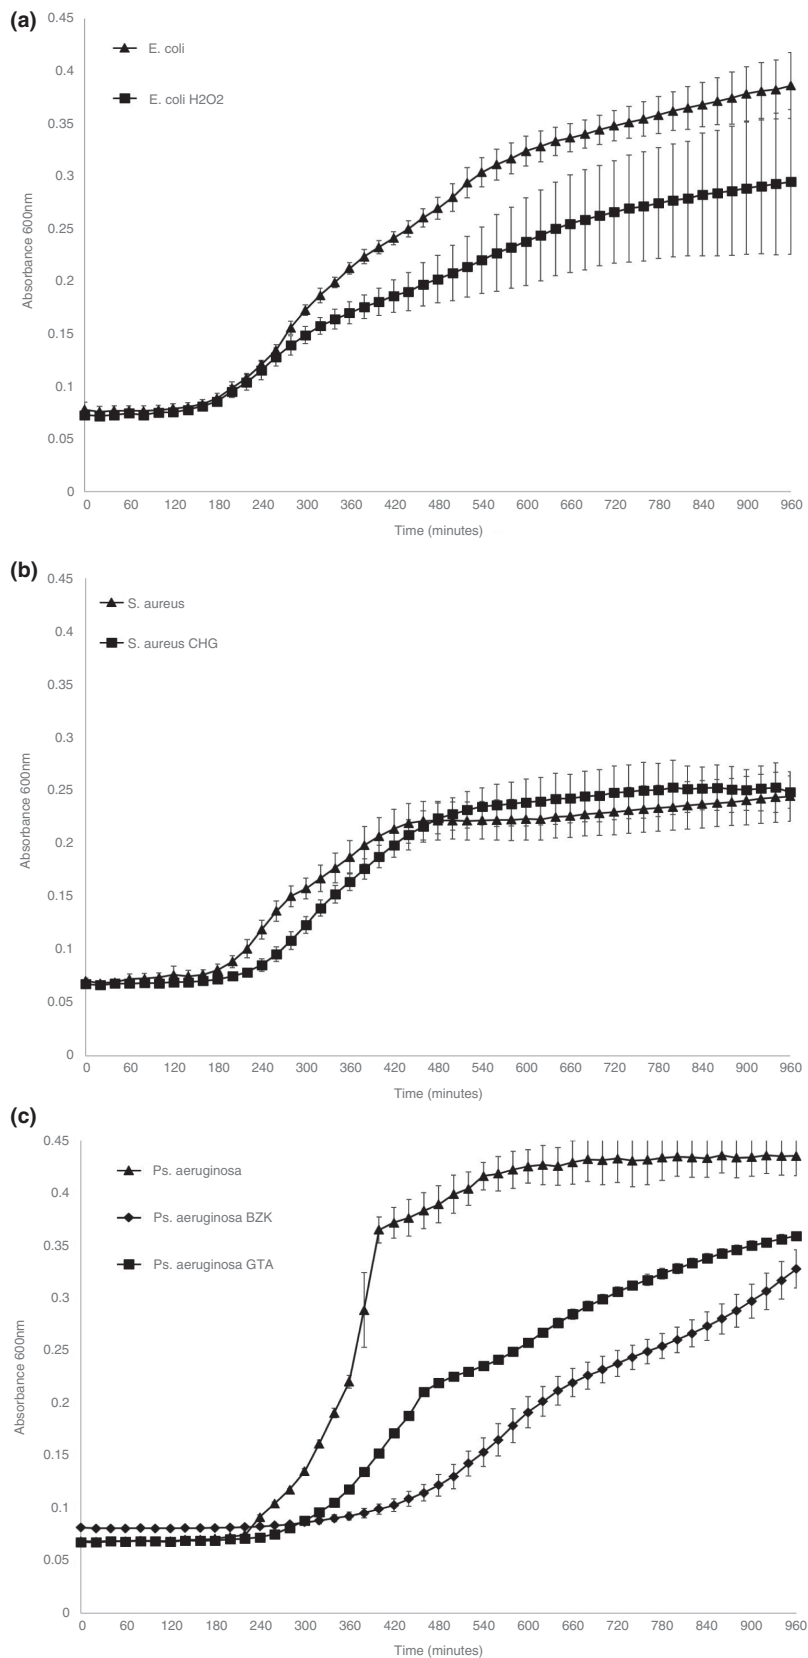 (a)
0.45
E. coli
0.4
E. coli H2O2
0.35
0.3
0.25
Absorbance 600nm
0.2
0.15
0.1
0.05
0
0 60 120 180 240 300 360 420 480 540 600 660 720 780 840 900 960
Time (minutes)
(b)
0.45
S. aureus
0.4
S. aureus CHG
0.35
0.3
0.25
Absorbance 600nm
0.2
0.15
0.1
0.05
0
0 60 120 180 240 300 360 420 480 540 600 660 720 780 840 900 960
Time (minutes)
(c)
0.45
Ps. aeruginosa
0.4
Ps. aeruginosa BZK
0.35
Ps. aeruginosa GTA
0.3
0.25
Absorbance 600nm
0.2
0.15
0.1
0.05
0
0 60 120 180 240 300 360 420 480 540 600 660 720 780 840 900 960
Time (minutes)